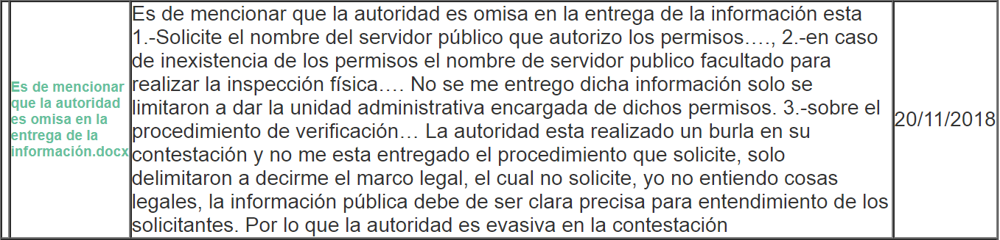 Es de mencionar
que la autoridad
es omisa en la
entrega de la
información.docx
Es de mencionar que la autoridad es omisa en la entrega de la información esta
1.-Solicite el nombre del servidor público que autorizo los permisos…., 2.-en caso
de inexistencia de los permisos el nombre de servidor publico facultado para
realizar la inspección física…. No se me entrego dicha información solo se
limitaron a dar la unidad administrativa encargada de dichos permisos. 3.-sobre el
procedimiento de verificación… La autoridad esta realizado un burla en su
contestación y no me esta entregado el procedimiento que solicite, solo
delimitaron a decirme el marco legal, el cual no solicite, yo no entiendo cosas
legales, la información pública debe de ser clara precisa para entendimiento de los
solicitantes. Por lo que la autoridad es evasiva en la contestación
20/11/2018